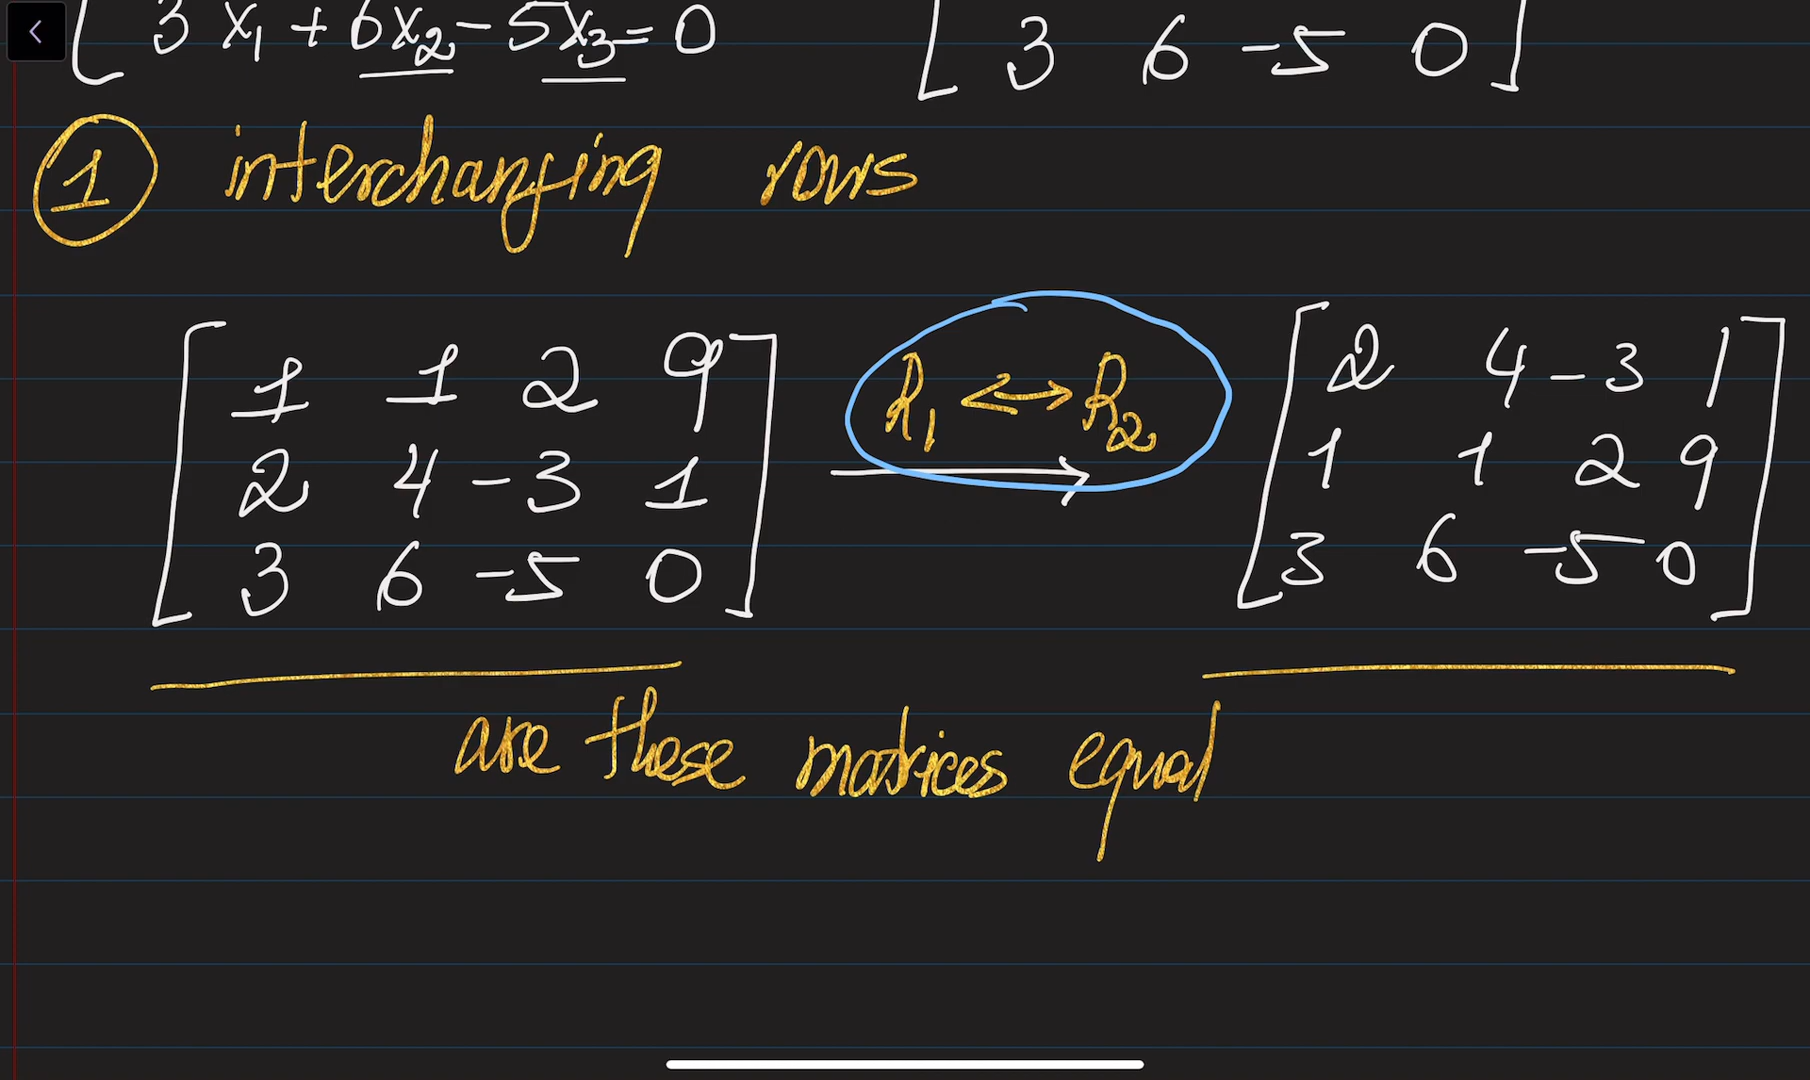 3x₁ + 6x₂ - 5x₃ = 0
3 6 -5 0
1 interchanging rows
1 1 2 9
2 4 -3 1
3 6 -5 0
R₁ <-> R₂
2 4 -3 1
1 1 2 9
3 6 -5 0
are these matrices equal